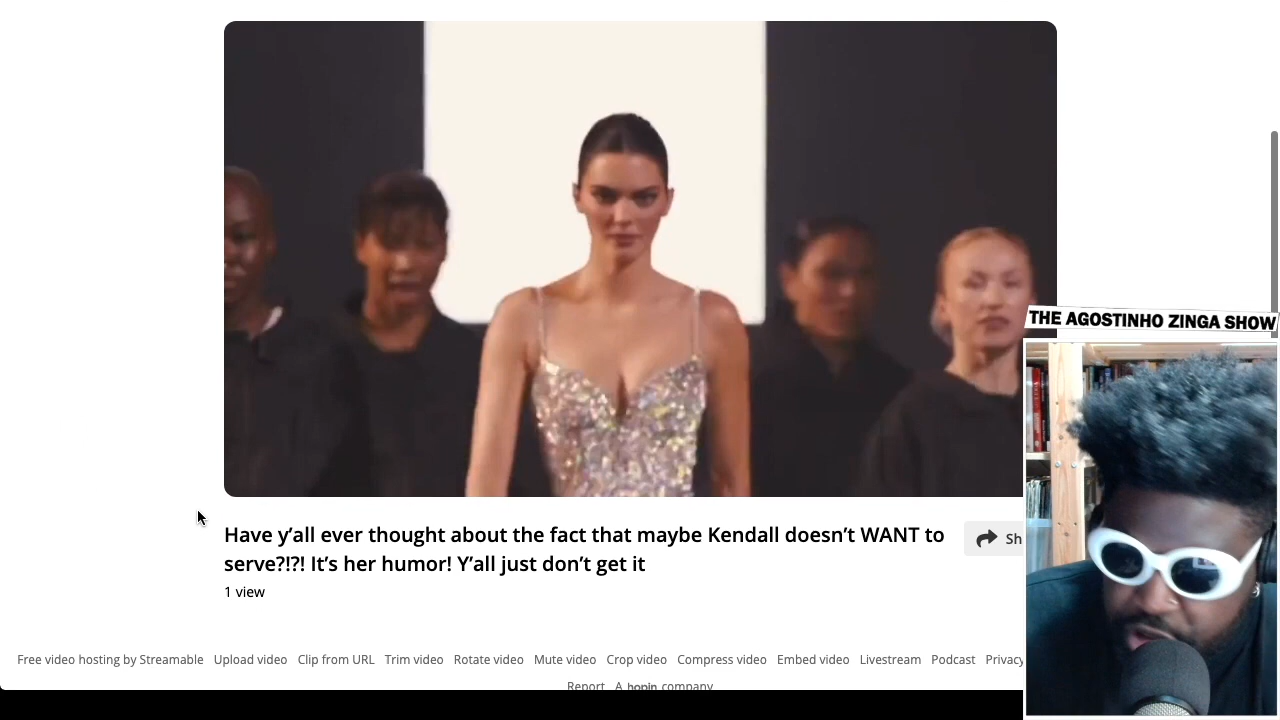 THE AGOSTINHO ZINGA SHOW
Have y’all ever thought about the fact that maybe Kendall doesn’t WANT to
serve?!?! It’s her humor! Y’all just don’t get it
Sh
1 view
Free video hosting by Streamable Upload video Clip from URL Trim video Rotate video Mute video Crop video Compress video Embed video Livestream Podcast Privacy
Report A hopin company